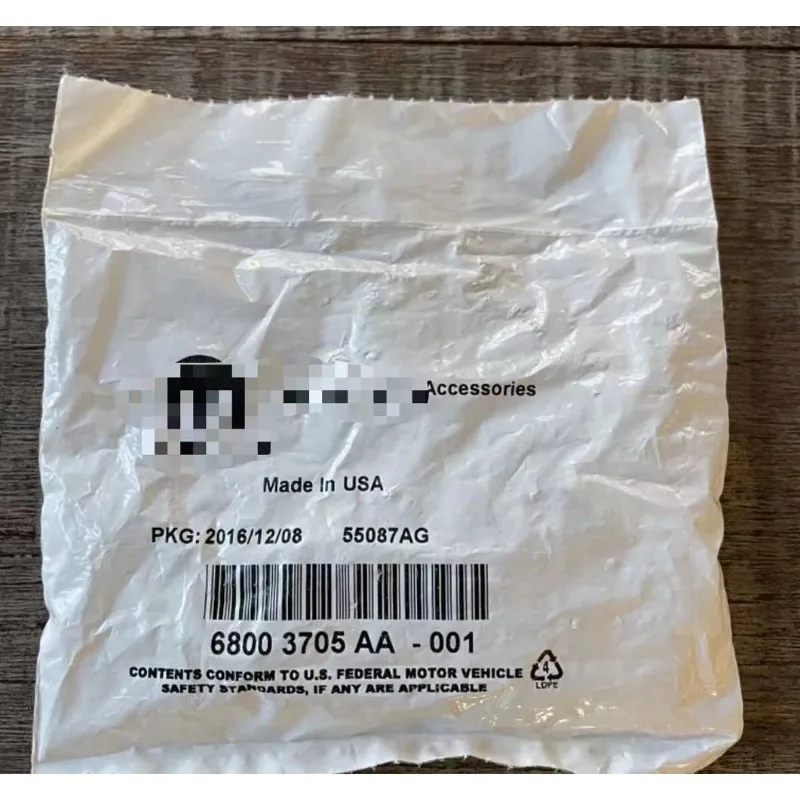 Accessories
Made In USA
PKG: 2016/12/08 55087AG
6800 3705 AA - 001
CONTENTS CONFORM TO U.S. FEDERAL MOTOR VEHICLE
SAFETY STANDARDS, IF ANY ARE APPLICABLE
4
LDPE